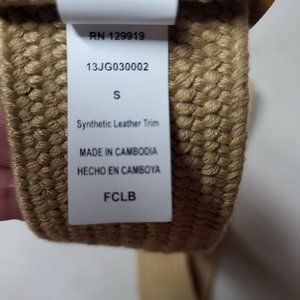 RN 129919
13JG030002
S
Synthetic Leather Trim
MADE IN CAMBODIA
HECHO EN CAMBOYA
FCLB